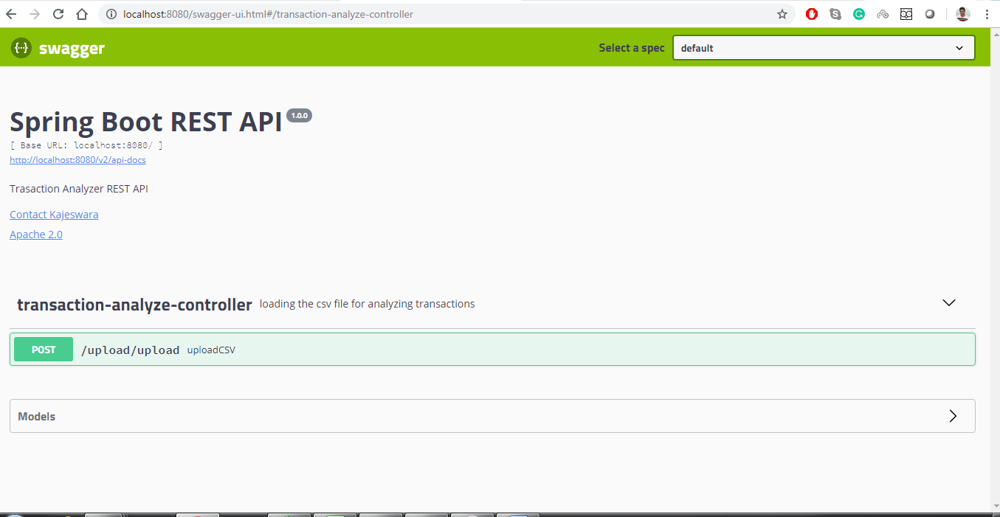 localhost:8080/swagger-ui.html#/transaction-analyze-controller
{··} swagger
Select a spec
default
Spring Boot REST API 1.0.0
[ Base URL: localhost:8080/ ]
http://localhost:8080/v2/api-docs
Trasaction Analyzer REST API
Contact Kajeswara
Apache 2.0
transaction-analyze-controller loading the csv file for analyzing transactions
POST /upload/upload uploadCSV
Models